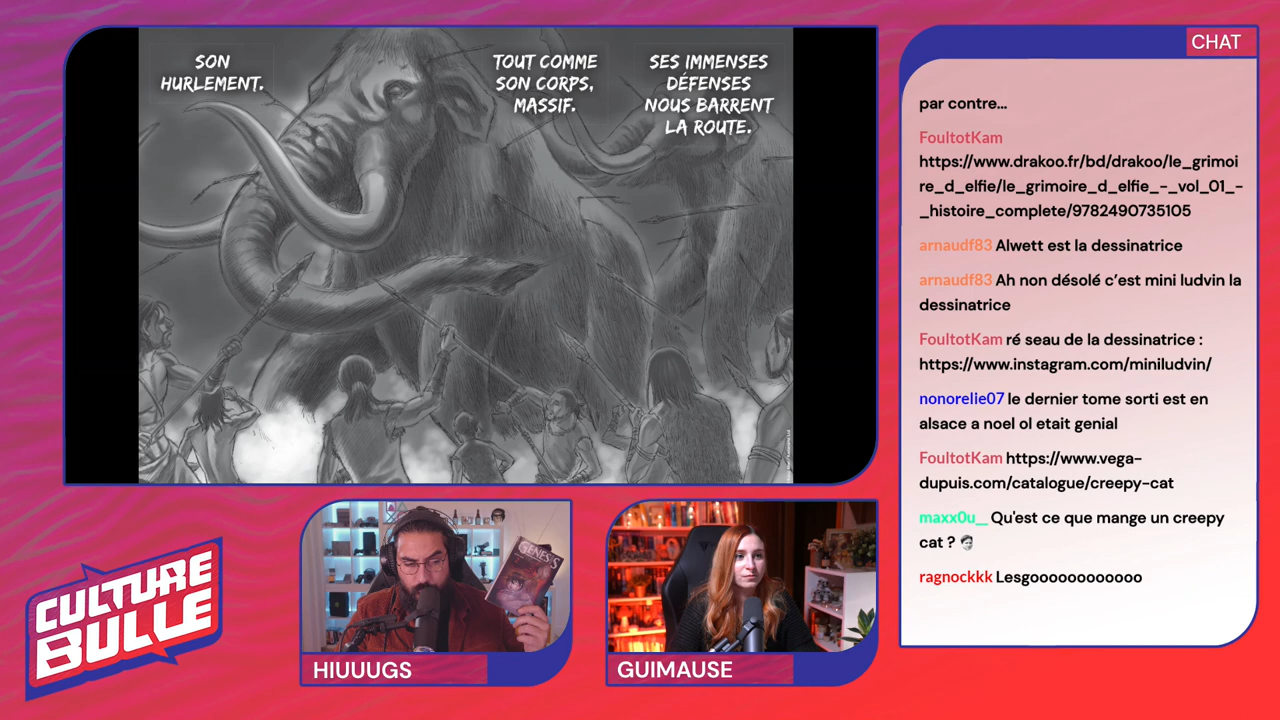 SON
HURLEMENT.
TOUT COMME
SON CORPS,
MASSIF.
SES IMMENSES
DÉFENSES
NOUS BARRENT
LA ROUTE.
CHAT
par contre...
FoultotKam
https://www.drakoo.fr/bd/drakoo/le_grimoi
re_d_elfie/le_grimoire_d_elfie_-_vol_01_-
_histoire_complete/9782490735105
arnaudf83 Alwett est la dessinatrice
arnaudf83 Ah non désolé c’est mini ludvin la
dessinatrice
FoultotKam ré seau de la dessinatrice :
https://www.instagram.com/miniludvin/
nonorelie07 le dernier tome sorti est en
alsace a noel ol etait genial
FoultotKam https://www.vega-
dupuis.com/catalogue/creepy-cat
maxx0u__ Qu'est ce que mange un creepy
cat ?
ragnockkk Lesgoooooooooooo
GENESIS
CULTURE
BULLE
HIUUUGS
GUIMAUSE